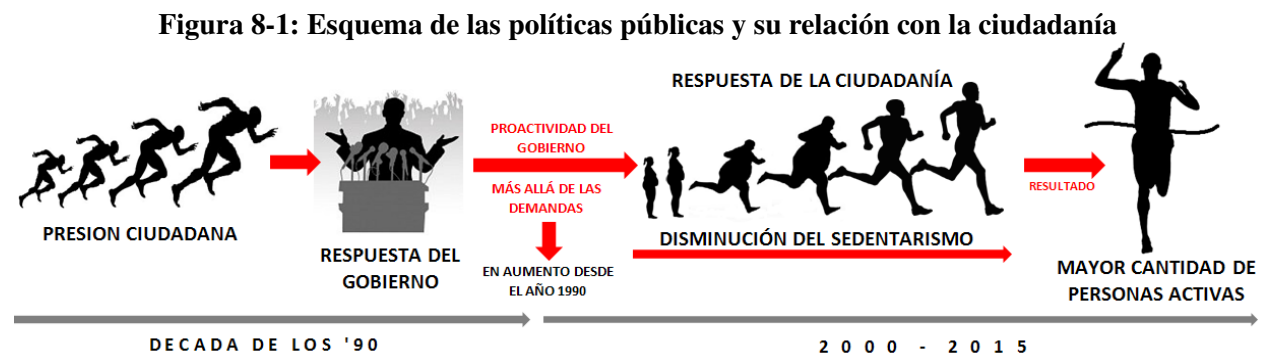 Figura 8-1: Esquema de las políticas públicas y su relación con la ciudadanía
PRESION CIUDADANA
RESPUESTA DEL
GOBIERNO
PROACTIVIDAD DEL
GOBIERNO
MÁS ALLÁ DE LAS
DEMANDAS
EN AUMENTO DESDE
EL AÑO 1990
RESPUESTA DE LA CIUDADANÍA
DISMINUCIÓN DEL SEDENTARISMO
RESULTADO
MAYOR CANTIDAD DE
PERSONAS ACTIVAS
DECADA DE LOS '90
2000 - 2015